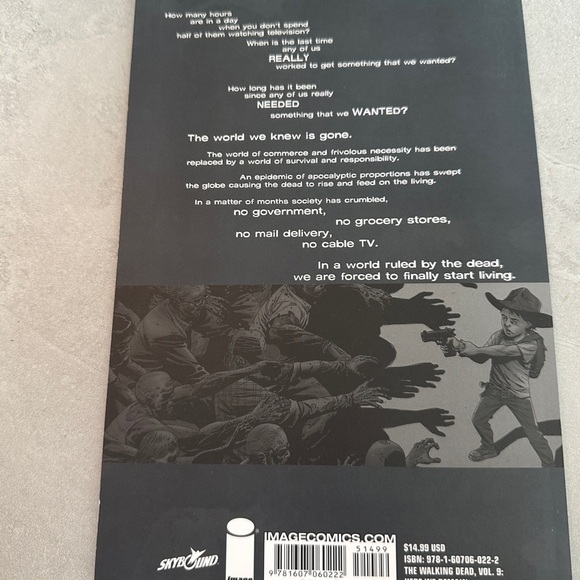 How many hours
are in a day
when you don't spend
half of them watching television?
When is the last time
any of us
REALLY
worked to get something that we wanted?
How long has it been
since any of us really
NEEDED
something that we WANTED?
The world we knew is gone.
The world of commerce and frivolous necessity has been
replaced by a world of survival and responsibility.
An epidemic of apocalyptic proportions has swept
the globe causing the dead to rise and feed on the living.
In a matter of months society has crumbled,
no government,
no grocery stores,
no mail delivery,
no cable TV.
In a world ruled by the dead,
we are forced to finally start living.
SKYBOUND
image
IMAGECOMICS.COM
51499
9 781607 060222
$14.99 USD
ISBN: 978-1-60706-022-2
THE WALKING DEAD, VOL. 9: